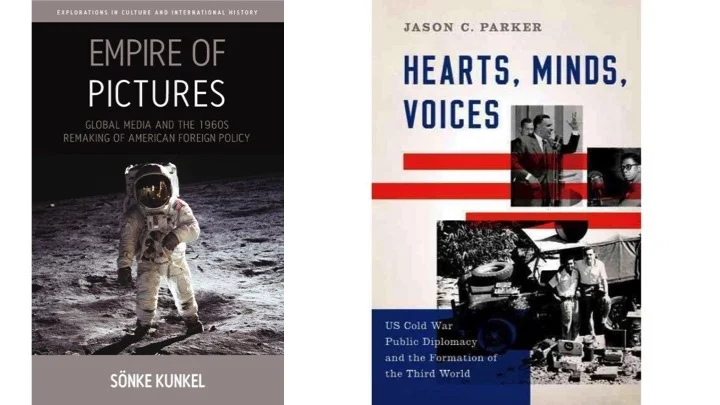 EXPLORATIONS IN CULTURE AND INTERNATIONAL HISTORY
EMPIRE OF
PICTURES
GLOBAL MEDIA AND THE 1960S
REMAKING OF AMERICAN FOREIGN POLICY
SÖNKE KUNKEL
JASON C. PARKER
HEARTS, MINDS,
VOICES
US Cold War
Public Diplomacy
and the Formation of
the Third World